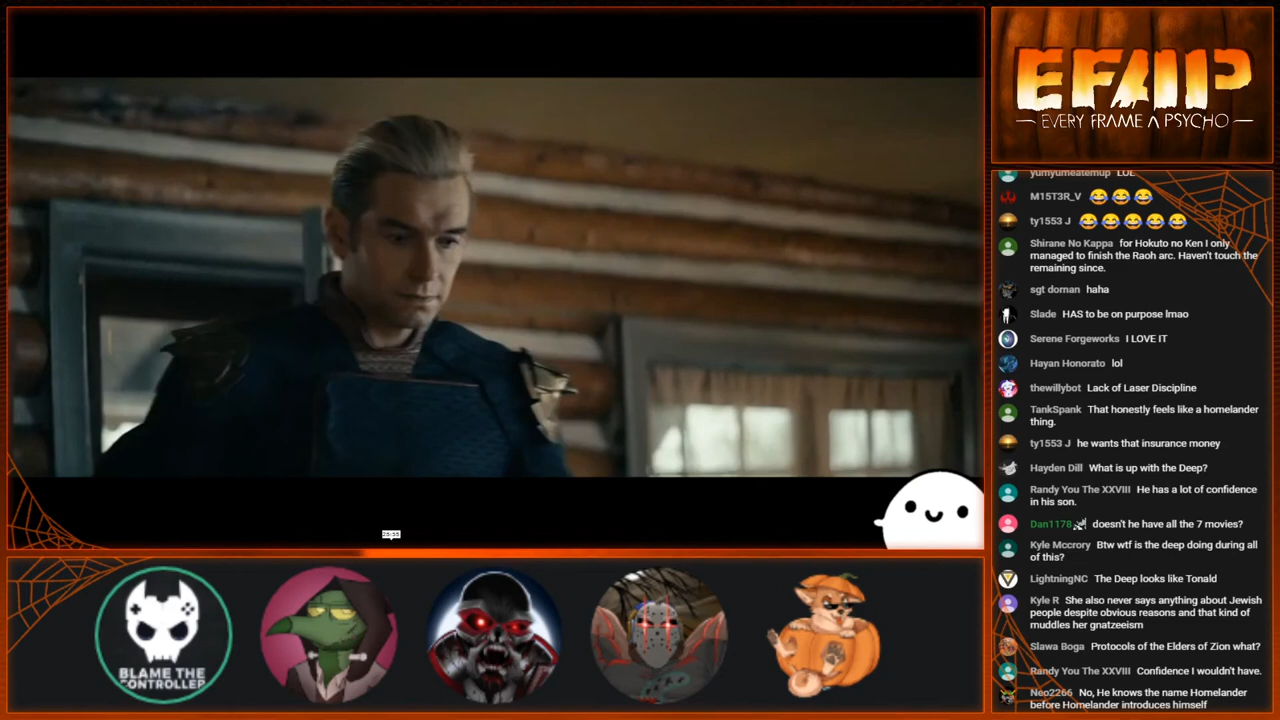 EFAP
EVERY FRAME A PSYCHO
yumyumeatemup LOL
M15T3R_V 😂😂😂
ty1553 J 😂😂😂😂😂
Shirane No Kappa for Hokuto no Ken I only
managed to finish the Raoh arc. Haven't touch the
remaining since.
sgt dornan haha
Slade HAS to be on purpose lmao
Serene Forgeworks I LOVE IT
Hayan Honorato lol
thewillybot Lack of Laser Discipline
TankSpank That honestly feels like a homelander
thing.
ty1553 J he wants that insurance money
Hayden Dill What is up with the Deep?
Randy You The XXVIII He has a lot of confidence
in his son.
Dan1178 doesn't he have all the 7 movies?
Kyle Mccrory Btw wtf is the deep doing during all
of this?
LightningNC The Deep looks like Tonald
Kyle R She also never says anything about Jewish
people despite obvious reasons and that kind of
muddles her gnatzeeism
Slawa Boga Protocols of the Elders of Zion what?
Randy You The XXVIII Confidence I wouldn't have.
Neo2266 No, He knows the name Homelander
before Homelander introduces himself
BLAME THE
CONTROLLER